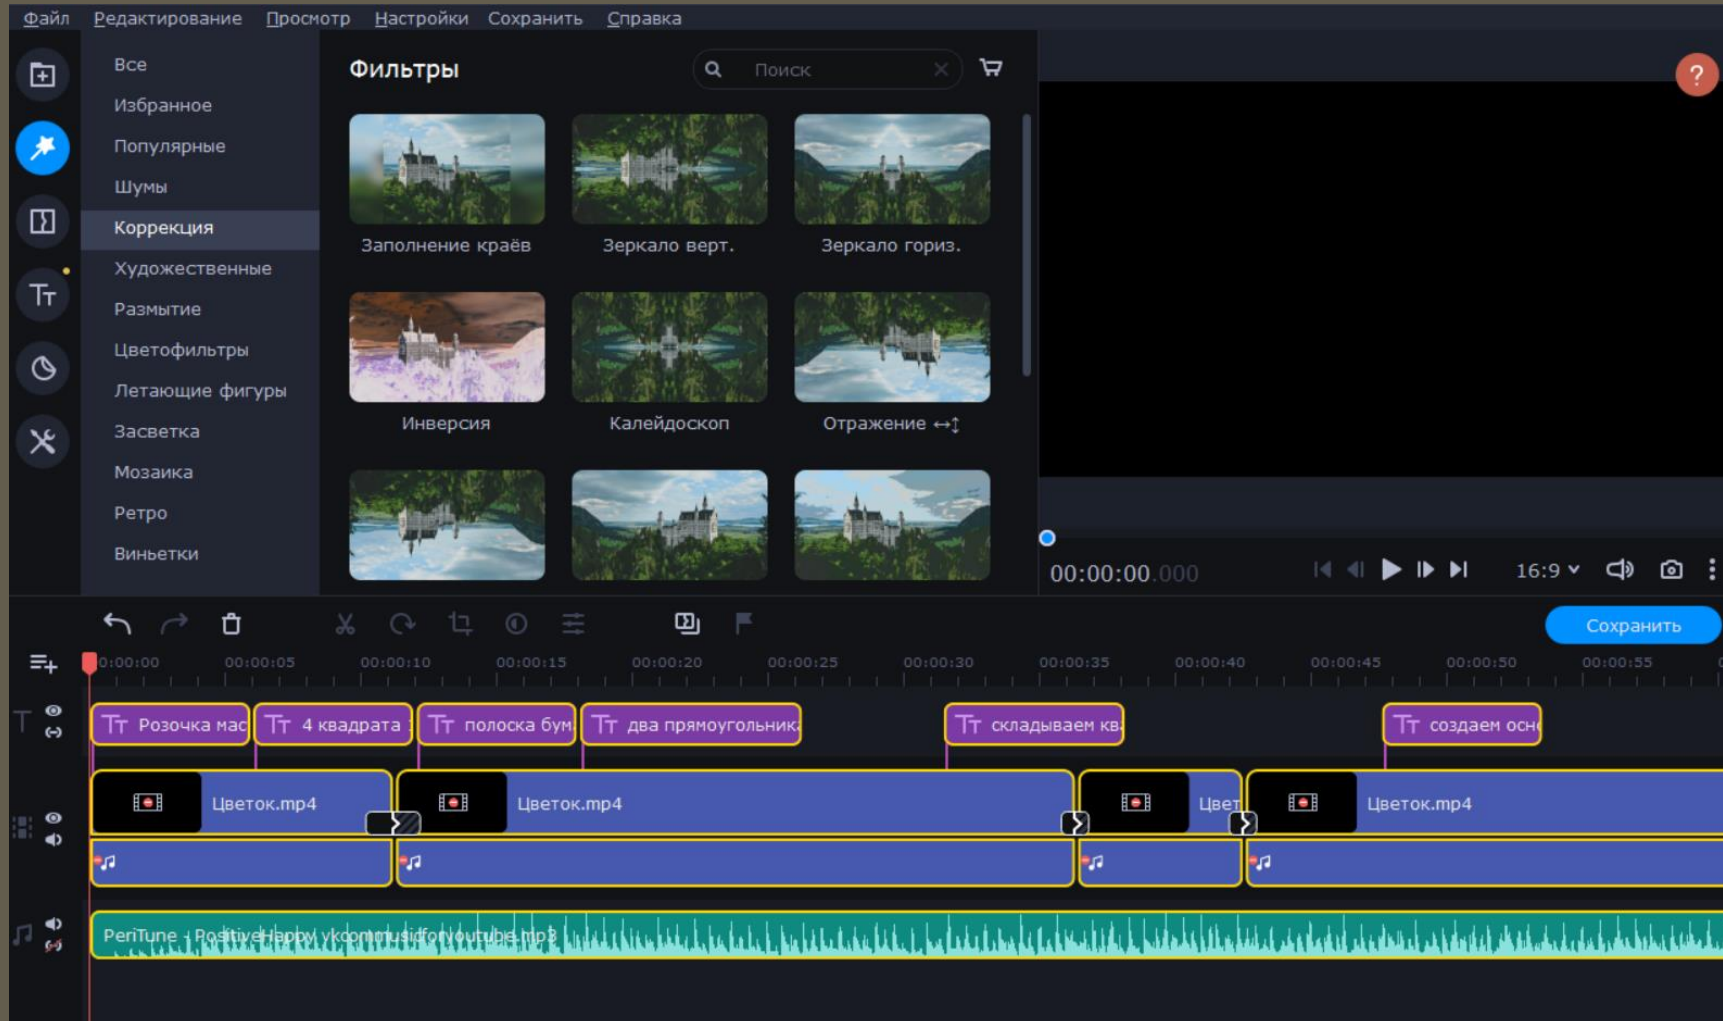 Файл Редактирование Просмотр Настройки Сохранить Справка
Все
Избранное
Популярные
Шумы
Коррекция
Художественные
Размытие
Цветофильтры
Летающие фигуры
Засветка
Мозаика
Ретро
Виньетки
Фильтры
Поиск
Заполнение краёв Зеркало верт. Зеркало гориз.
Инверсия Калейдоскоп Отражение ↔↕
?
00:00:00.000 16:9
Сохранить
0:00:00 00:00:05 00:00:10 00:00:15 00:00:20 00:00:25 00:00:30 00:00:35 00:00:40 00:00:45 00:00:50 00:00:55
Розочка мас 4 квадрата полоска бум два прямоугольник складываем кв создаем осн
Цветок.mp4 Цветок.mp4 Цвет Цветок.mp4
PeriTune - PositiveHappy vkcommusicforyoutube.mp3